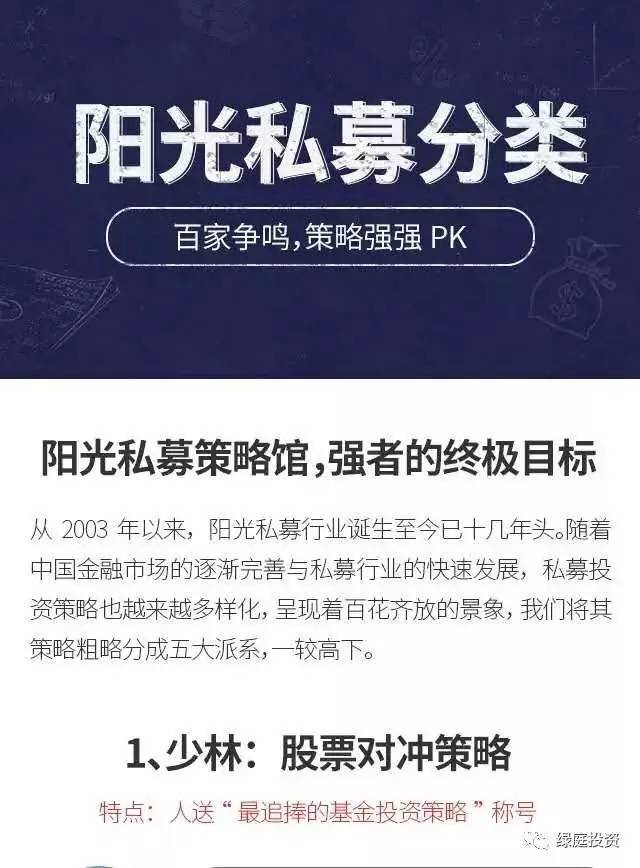 阳光私募分类
百家争鸣,策略强强 PK
阳光私募策略馆,强者的终极目标
从 2003 年以来，阳光私募行业诞生至今已十几年头。随着
中国金融市场的逐渐完善与私募行业的快速发展，私募投
资策略也越来越多样化，呈现着百花齐放的景象，我们将其
策略粗略分成五大派系，一较高下。
1、少林：股票对冲策略
特点：人送“最追捧的基金投资策略”称号
绿庭投资